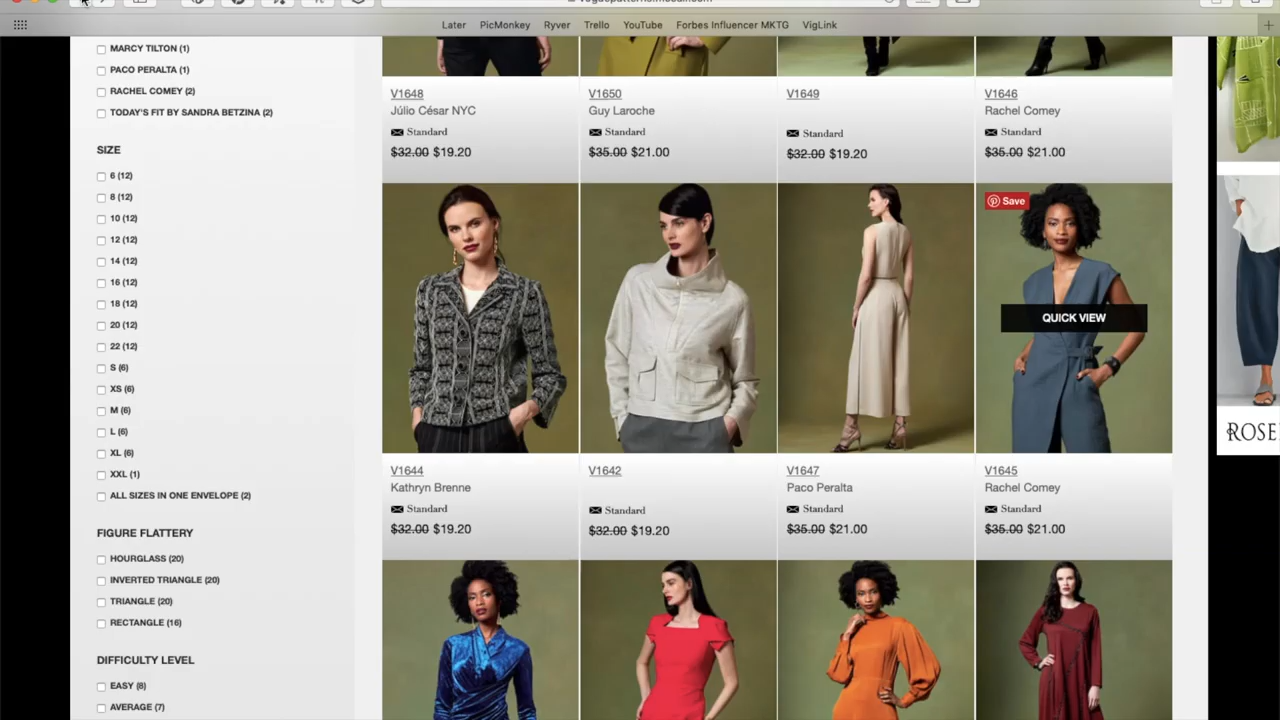 Later PicMonkey Ryver Trello YouTube Forbes Influencer MKTG VigLink
MARCY TILTON (1)
PACO PERALTA (1)
RACHEL COMEY (2)
TODAY'S FIT BY SANDRA BETZINA (2)
SIZE
6 (12)
8 (12)
10 (12)
12 (12)
14 (12)
16 (12)
18 (12)
20 (12)
22 (12)
S (6)
XS (6)
M (6)
L (6)
XL (6)
XXL (1)
ALL SIZES IN ONE ENVELOPE (2)
FIGURE FLATTERY
HOURGLASS (20)
INVERTED TRIANGLE (20)
TRIANGLE (20)
RECTANGLE (16)
DIFFICULTY LEVEL
EASY (8)
AVERAGE (7)
V1648
Júlio César NYC
Standard
$32.00 $19.20
V1650
Guy Laroche
Standard
$35.00 $21.00
V1649
Standard
$32.00 $19.20
V1646
Rachel Comey
Standard
$35.00 $21.00
Save
QUICK VIEW
V1644
Kathryn Brenne
Standard
$32.00 $19.20
V1642
Standard
$32.00 $19.20
V1647
Paco Peralta
Standard
$35.00 $21.00
V1645
Rachel Comey
Standard
$35.00 $21.00